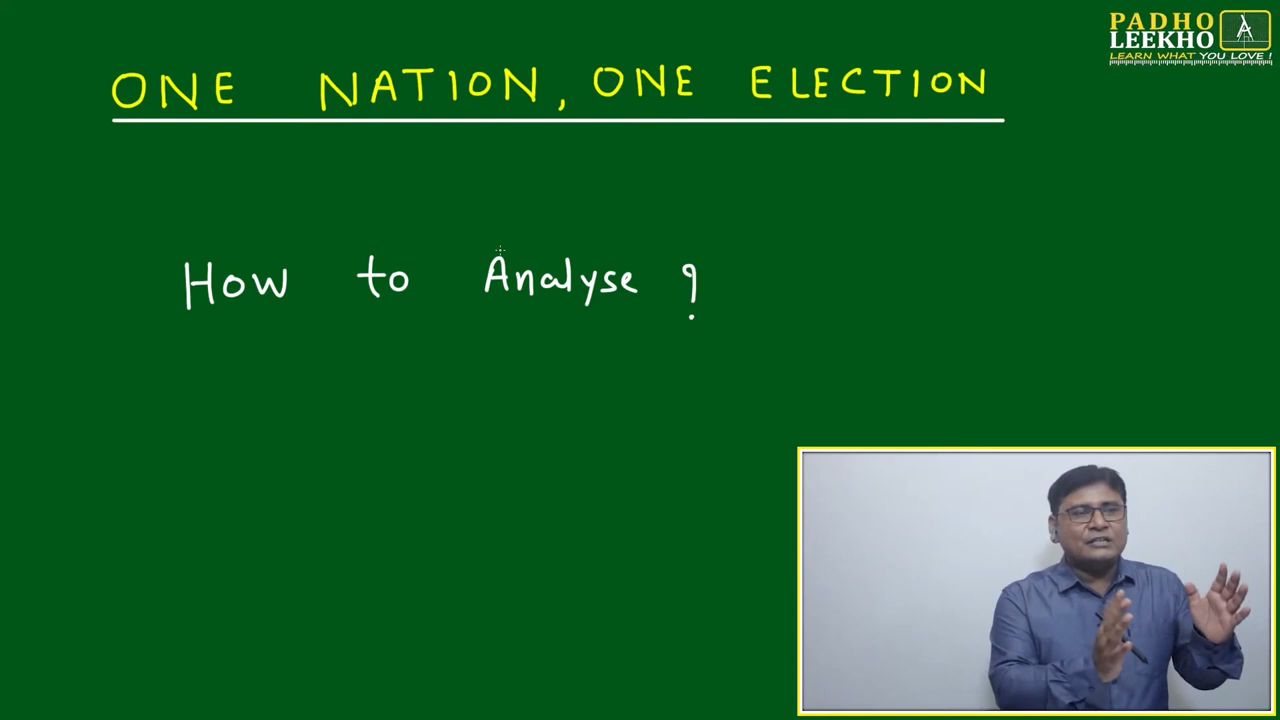 PADHO
LEEKHO
LEARN WHAT YOU LOVE !
ONE NATION, ONE ELECTION
How to Analyse ?